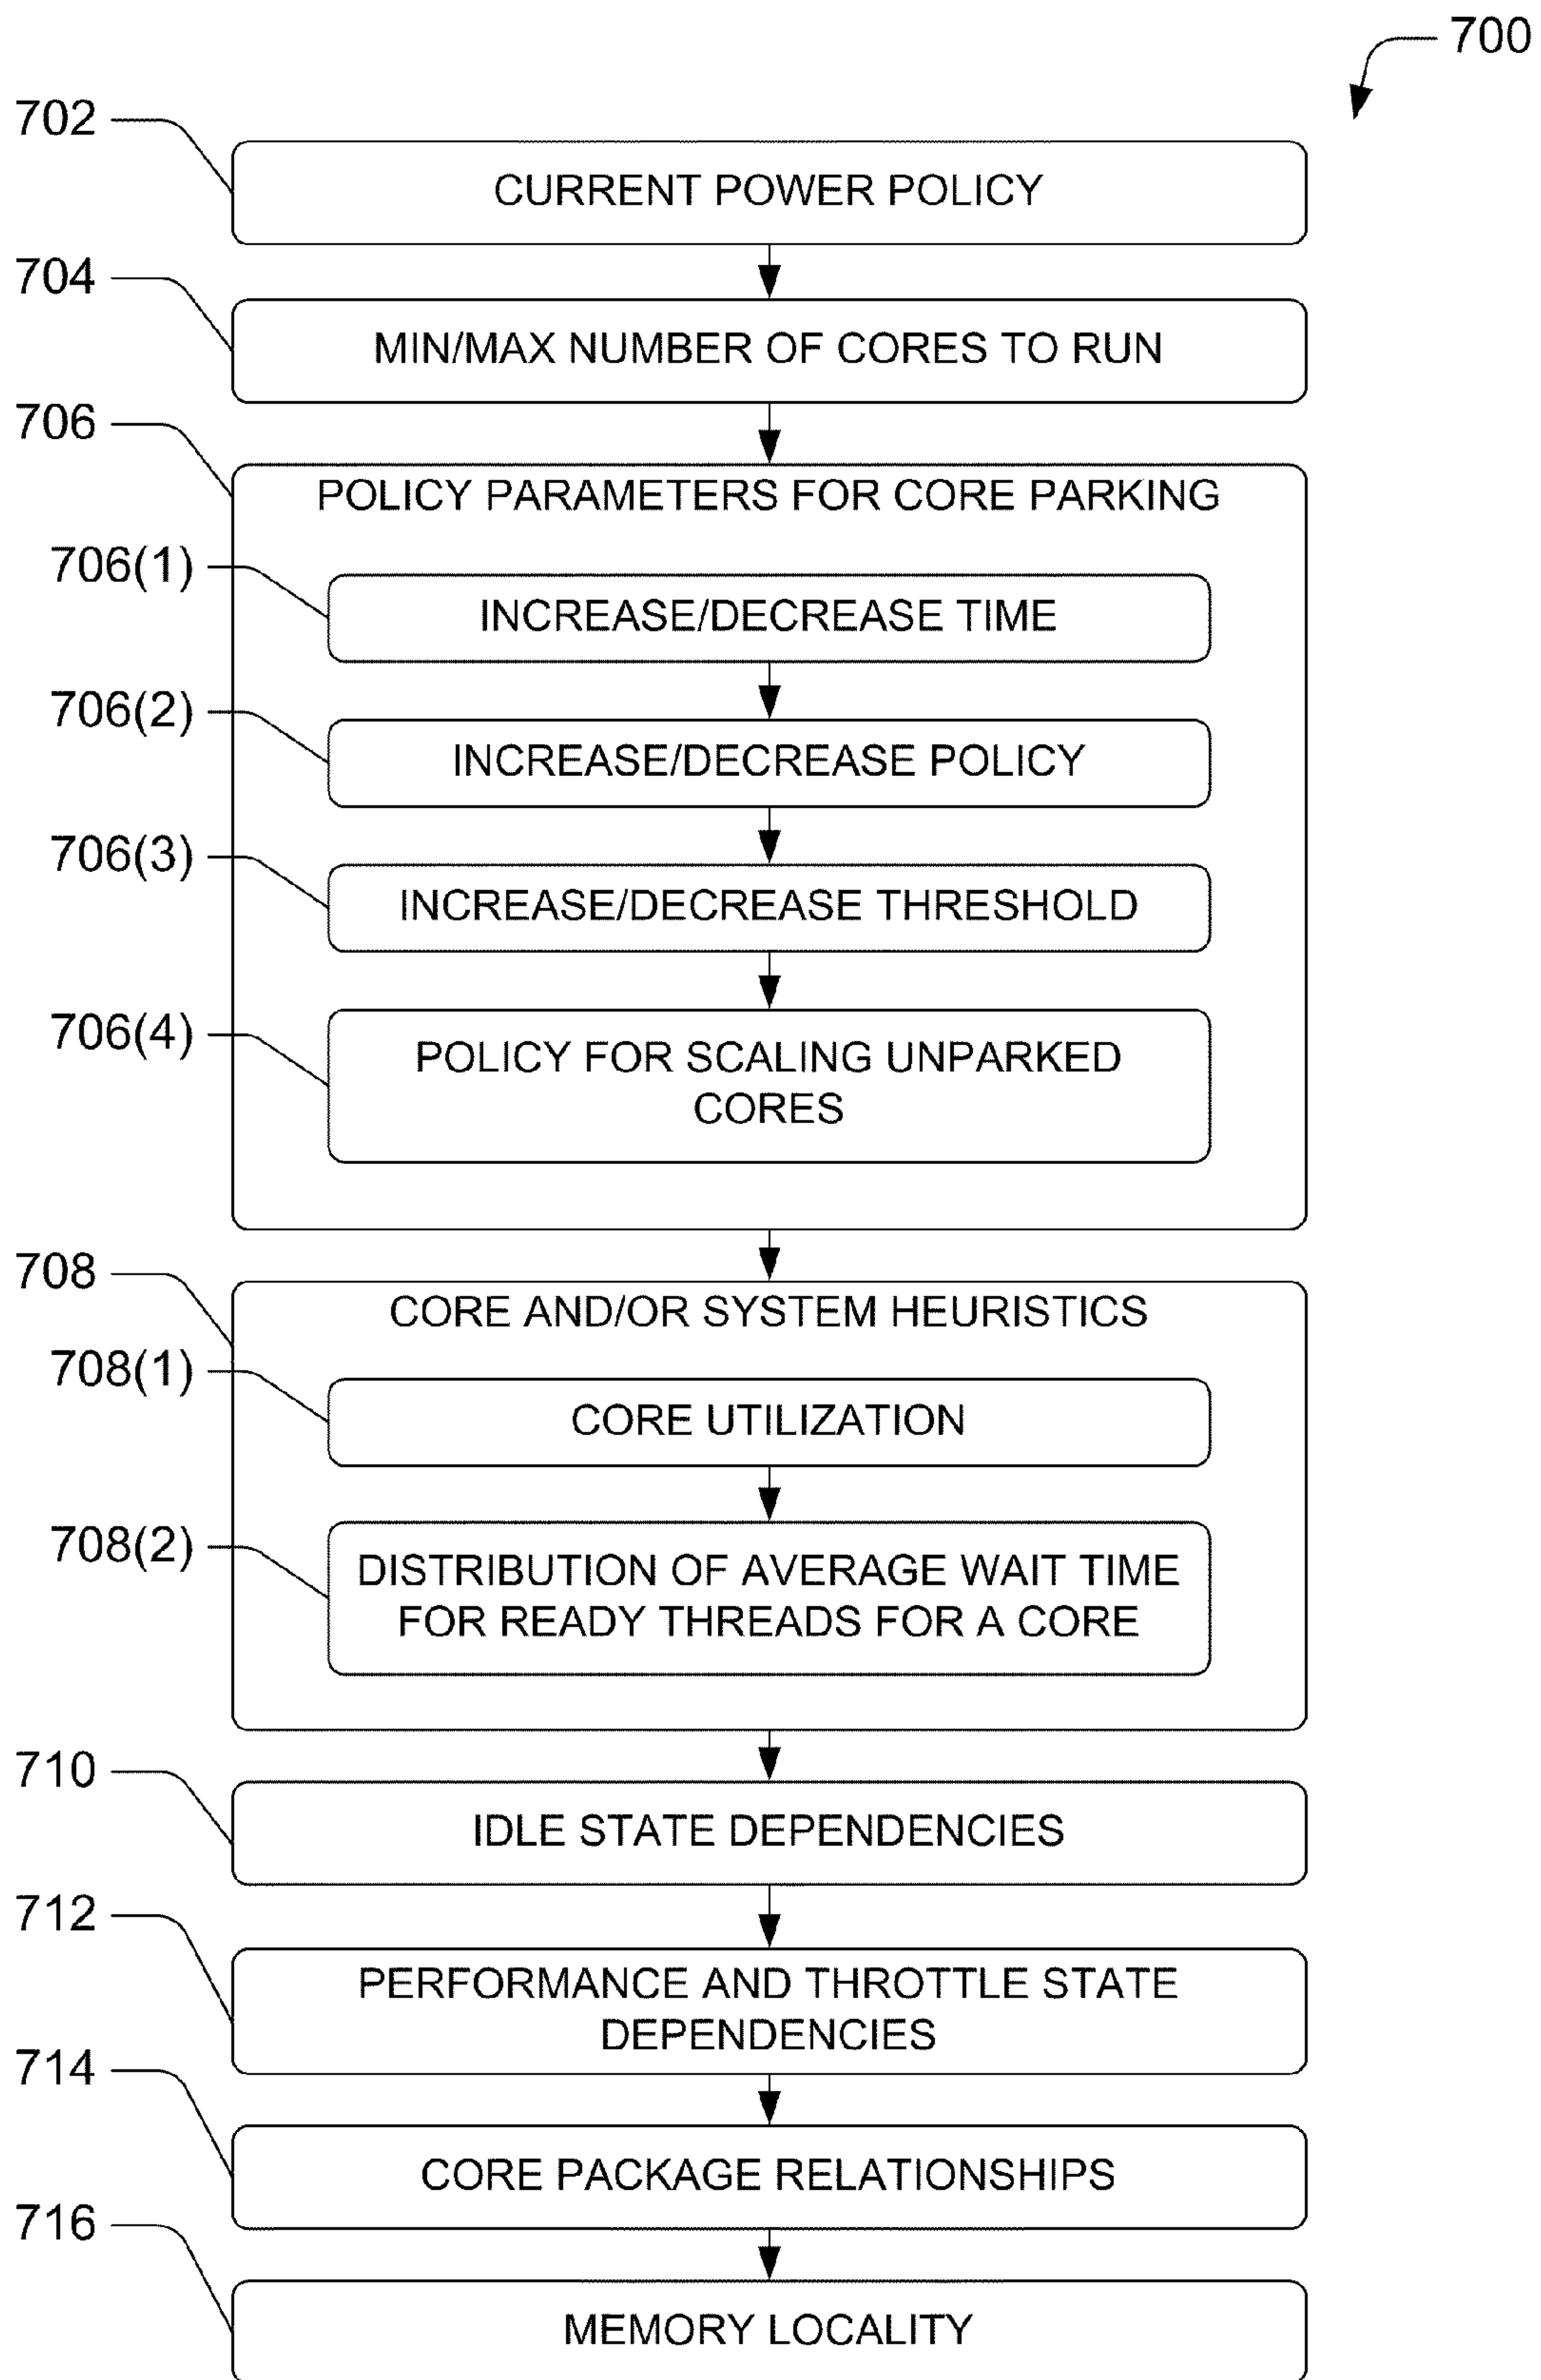 700
702
CURRENT POWER POLICY
704
MIN/MAX NUMBER OF CORES TO RUN
706
POLICY PARAMETERS FOR CORE PARKING
706(1)
INCREASE/DECREASE TIME
706(2)
INCREASE/DECREASE POLICY
706(3)
INCREASE/DECREASE THRESHOLD
706(4)
POLICY FOR SCALING UNPARKED
CORES
708
CORE AND/OR SYSTEM HEURISTICS
708(1)
CORE UTILIZATION
708(2)
DISTRIBUTION OF AVERAGE WAIT TIME
FOR READY THREADS FOR A CORE
710
IDLE STATE DEPENDENCIES
712
PERFORMANCE AND THROTTLE STATE
DEPENDENCIES
714
CORE PACKAGE RELATIONSHIPS
716
MEMORY LOCALITY